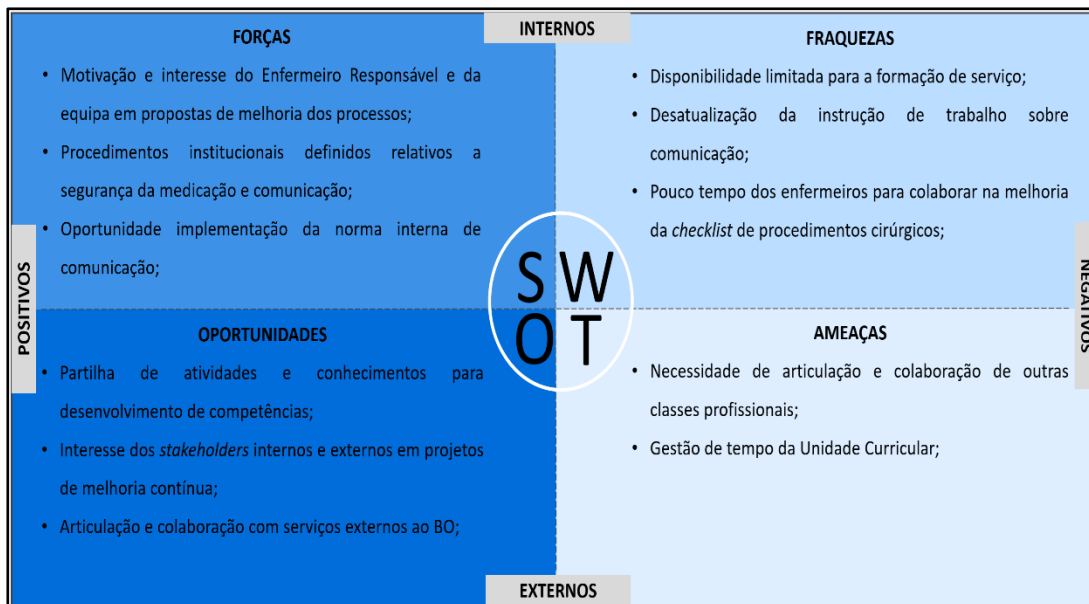 INTERNOS
FORÇAS
• Motivação e interesse do Enfermeiro Responsável e da
equipa em propostas de melhoria dos processos;
• Procedimentos institucionais definidos relativos a
segurança da medicação e comunicação;
• Oportunidade implementação da norma interna de
comunicação;
FRAQUEZAS
• Disponibilidade limitada para a formação de serviço;
• Desatualização da instrução de trabalho sobre
comunicação;
• Pouco tempo dos enfermeiros para colaborar na melhoria
da checklist de procedimentos cirúrgicos;
POSITIVOS
S W
O T
NEGATIVOS
OPORTUNIDADES
• Partilha de atividades e conhecimentos para
desenvolvimento de competências;
• Interesse dos stakeholders internos e externos em projetos
de melhoria contínua;
• Articulação e colaboração com serviços externos ao BO;
AMEAÇAS
• Necessidade de articulação e colaboração de outras
classes profissionais;
• Gestão de tempo da Unidade Curricular;
EXTERNOS